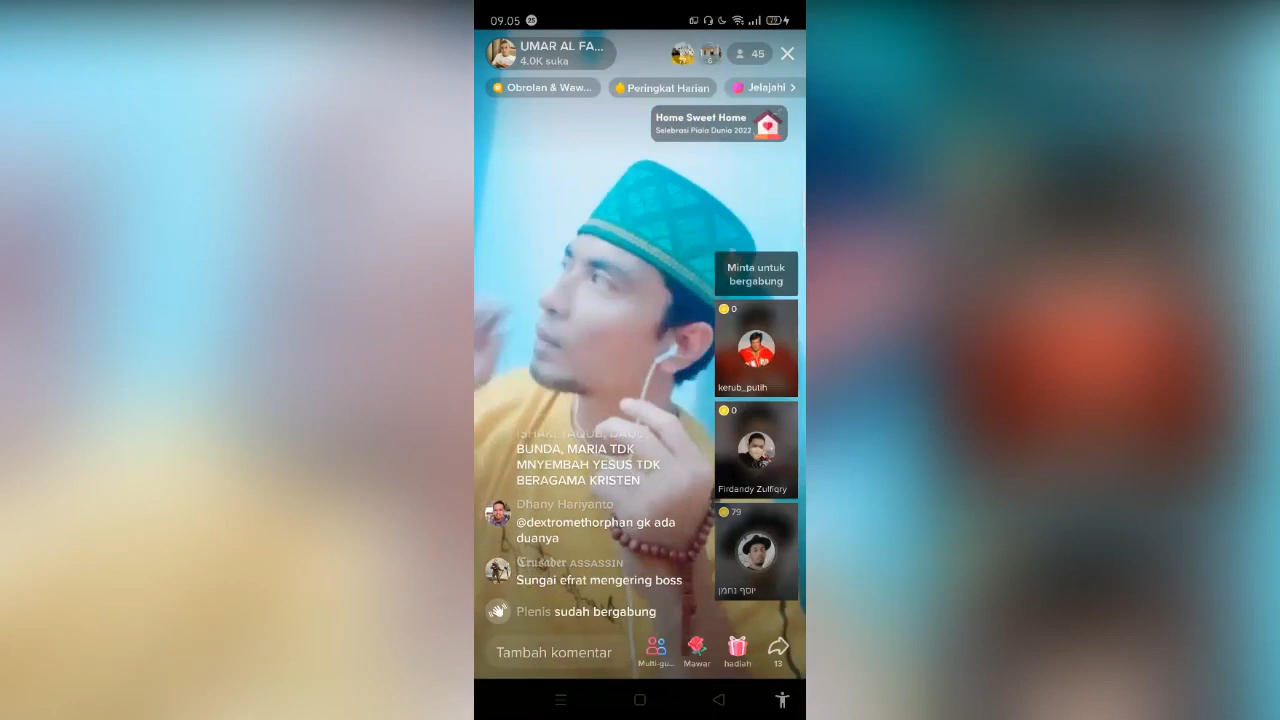 09.05
79
UMAR AL FA...
4.0K suka
45
Obrolan & Waw...
Peringkat Harian
Jelajahi
Home Sweet Home
Selebrasi Piala Dunia 2022
Minta untuk
bergabung
0
kerub_putih
0
Firdandy Zulfiqry
79
יוסף נחמן
BUNDA, MARIA TDK
MNYEMBAH YESUS TDK
BERAGAMA KRISTEN
Dhany Hariyanto
@dextromethorphan gk ada
duanya
Crusader ASSASSIN
Sungai efrat mengering boss
Plenis sudah bergabung
Tambah komentar
Multi-gu...
Mawar
hadiah
13